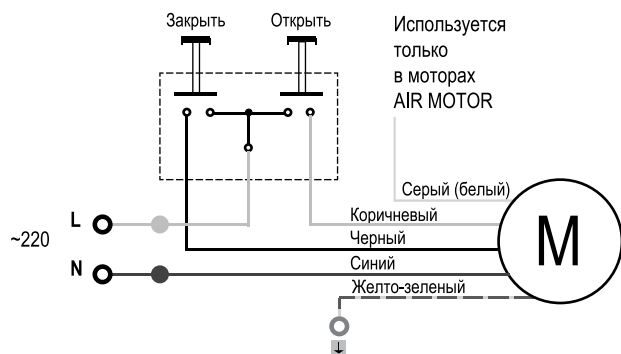 Закрыть
Открыть
Используется
только
в моторах
AIR MOTOR
Серый (белый)
Коричневый
L
Черный
~220
M
N
Синий
Желто-зеленый